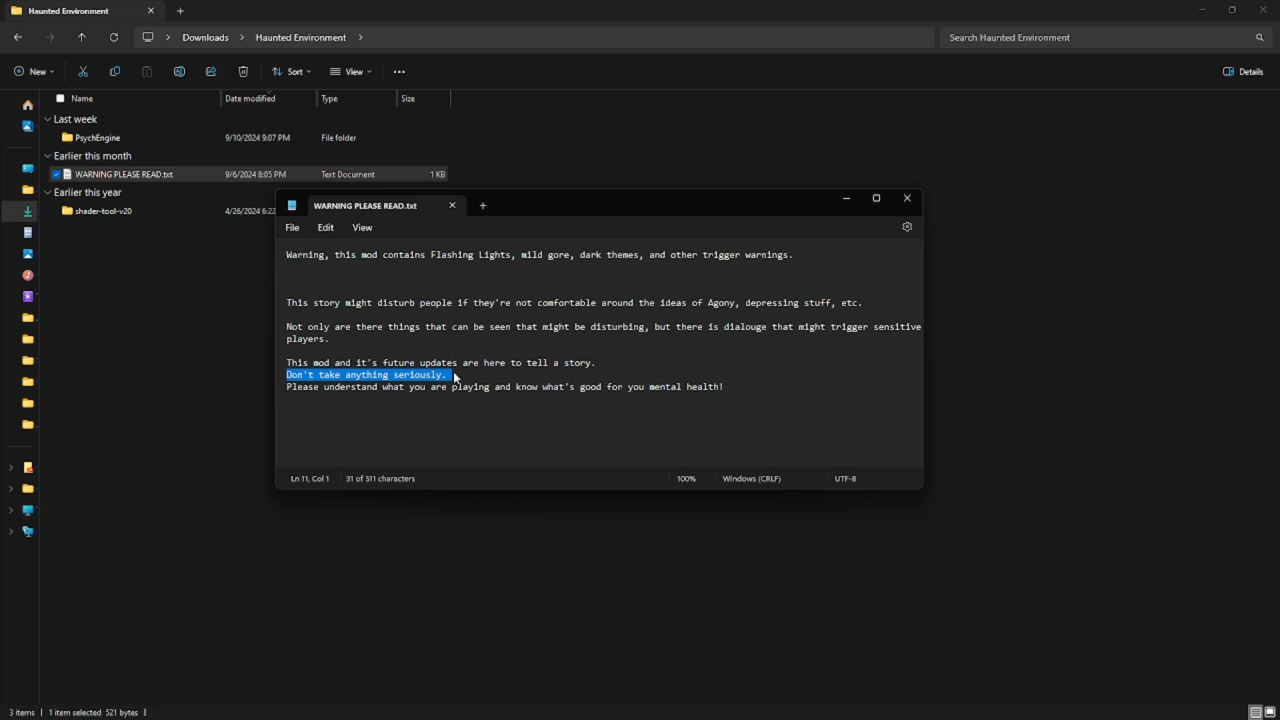 Haunted Environment
Downloads > Haunted Environment >
Search Haunted Environment
New
Sort
View
Details
Name
Date modified
Type
Size
Last week
PsychEngine 9/10/2024 9:07 PM File folder
Earlier this month
WARNING PLEASE READ.txt 9/6/2024 8:05 PM Text Document 1 KB
Earlier this year
shader-tool-v20 4/26/2024 6:22
WARNING PLEASE READ.txt
File Edit View
Warning, this mod contains Flashing Lights, mild gore, dark themes, and other trigger warnings.
This story might disturb people if they're not comfortable around the ideas of Agony, depressing stuff, etc.
Not only are there things that can be seen that might be disturbing, but there is dialouge that might trigger sensitive
players.
This mod and it's future updates are here to tell a story.
Don't take anything seriously.
Please understand what you are playing and know what's good for you mental health!
Ln 11, Col 1
31 of 511 characters
100%
Windows (CRLF)
UTF-8
3 items
1 item selected 521 bytes